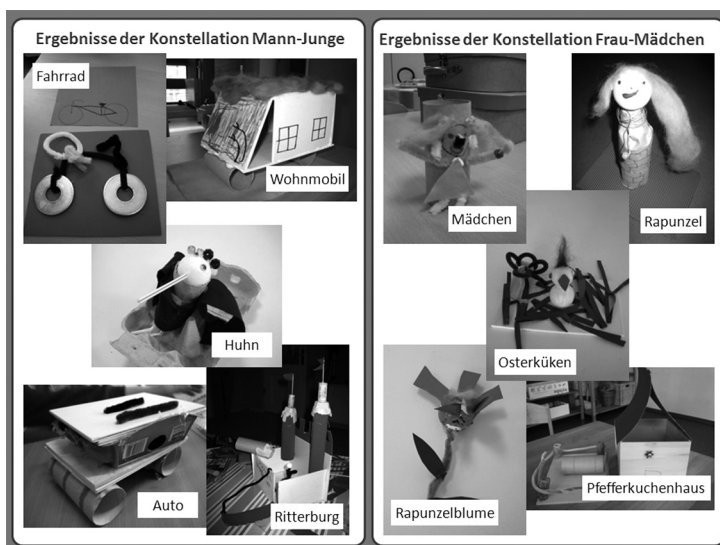 Ergebnisse der Konstellation Mann-Junge
Fahrrad
Wohnmobil
Huhn
Auto
Ritterburg
Ergebnisse der Konstellation Frau-Mädchen
Mädchen
Rapunzel
Osterküken
Rapunzelblume
Pfefferkuchenhaus